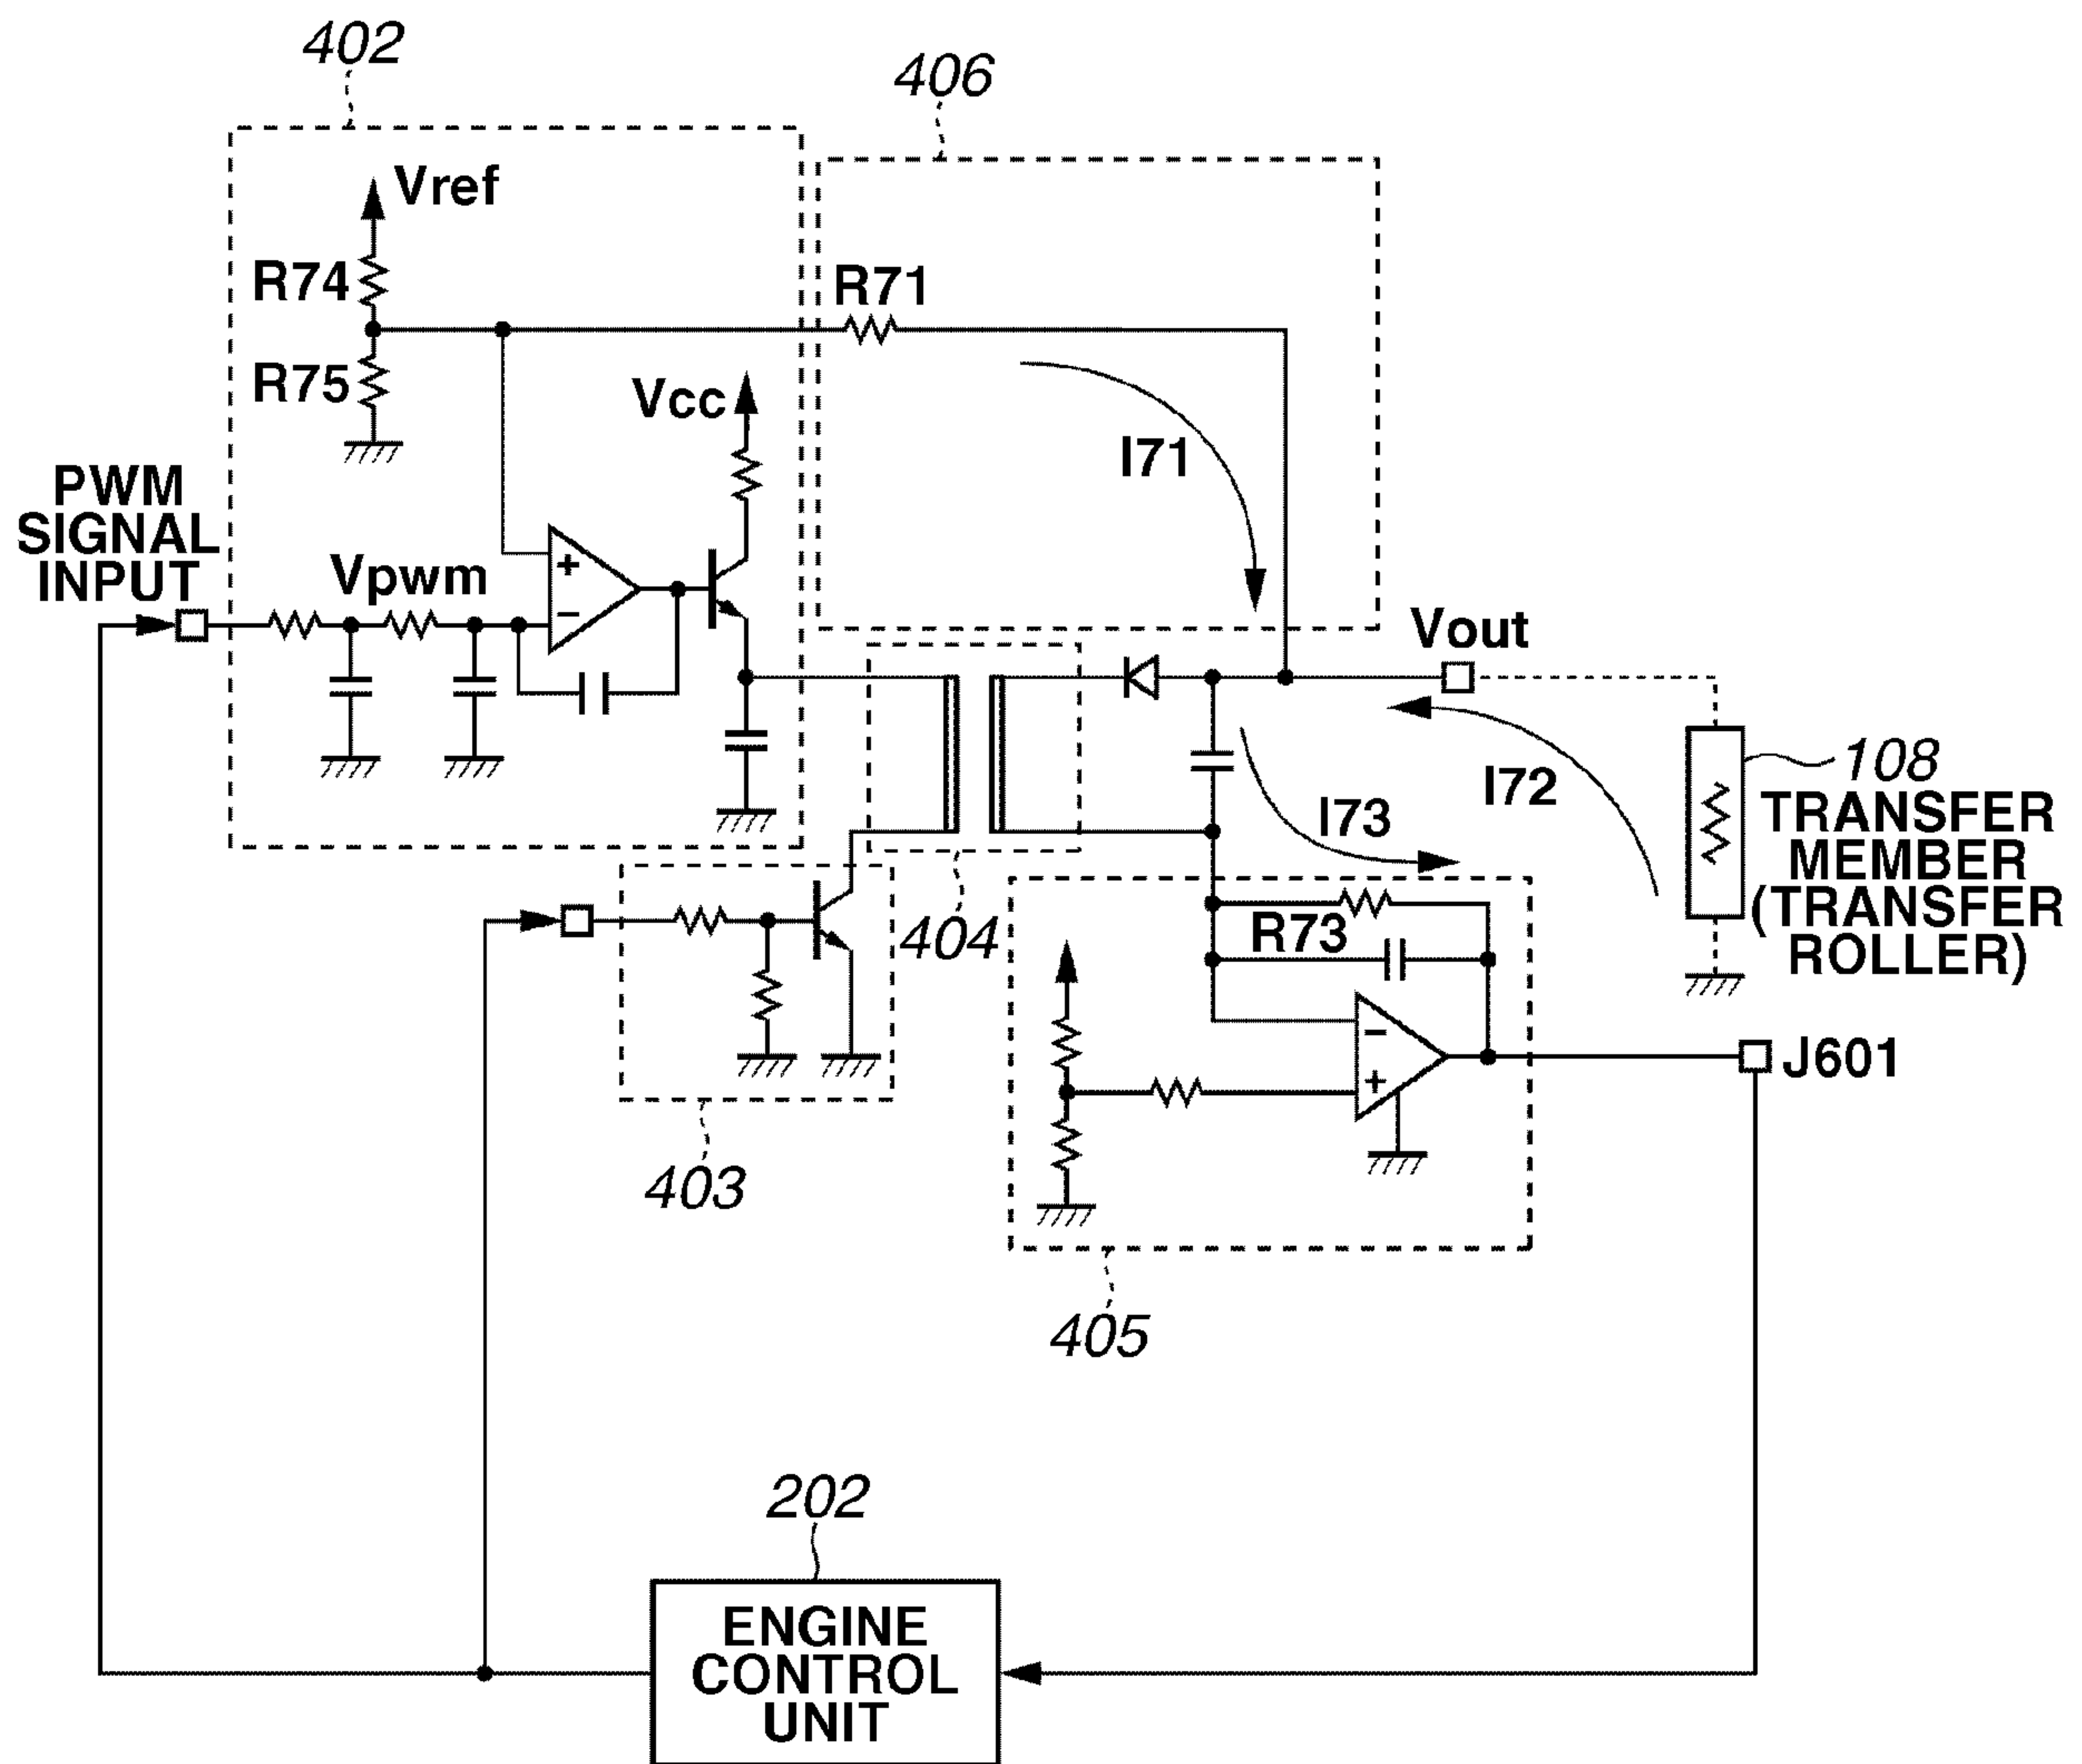 402
406
Vref
R74
R71
R75
Vcc
I71
PWM
SIGNAL
INPUT
Vpwm
+
−
Vout
108
TRANSFER
MEMBER
(TRANSFER
ROLLER)
I72
I73
404
R73
−
+
J601
403
405
202
ENGINE
CONTROL
UNIT